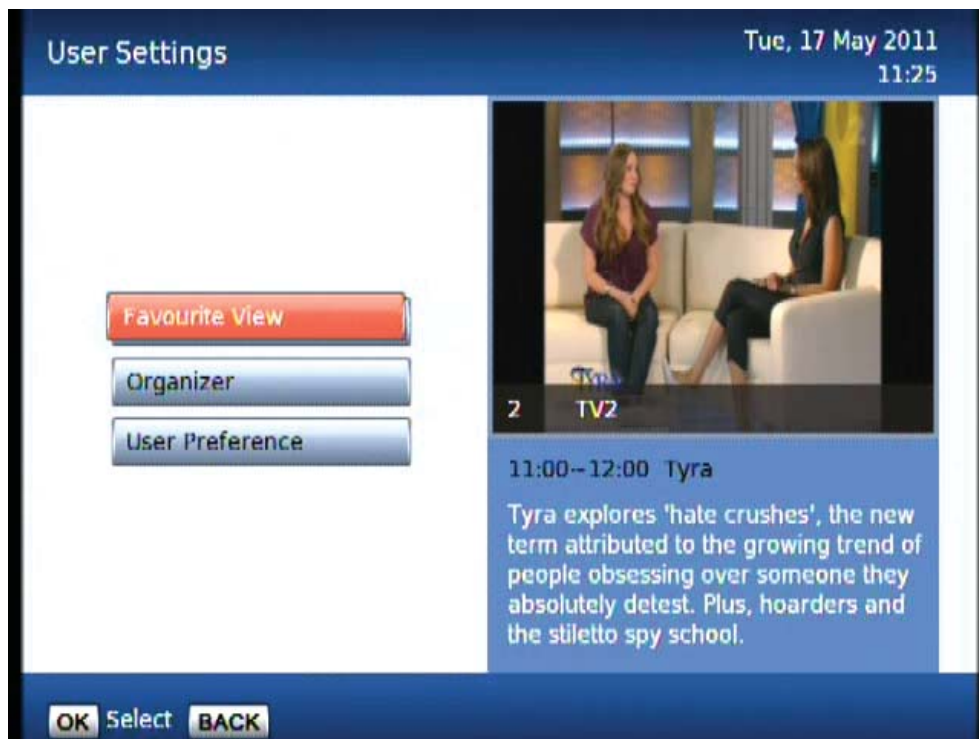 User Settings
Tue, 17 May 2011
11:25
Favourite View
Organizer
User Preference
TYRA
2 TV2
11:00--12:00 Tyra
Tyra explores 'hate crushes', the new
term attributed to the growing trend of
people obsessing over someone they
absolutely detest. Plus, hoarders and
the stiletto spy school.
OK Select BACK